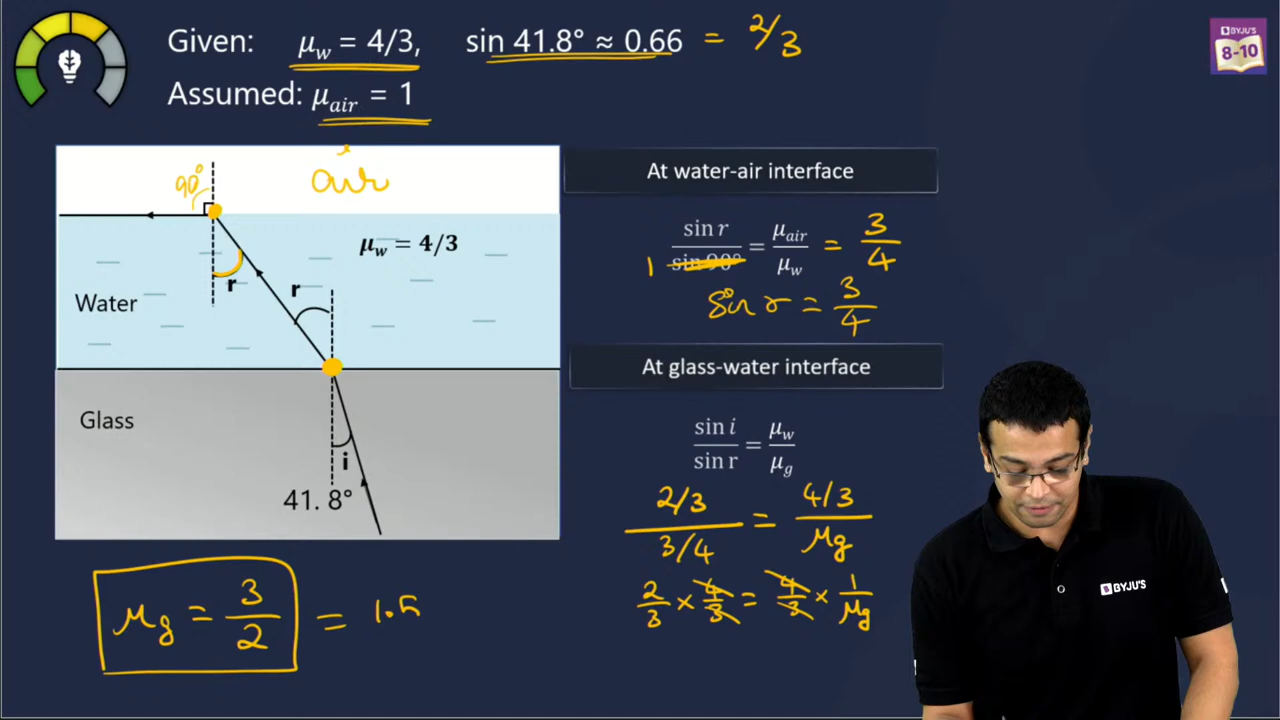 Given: μw = 4/3, sin 41.8° ≈ 0.66 = 2/3
Assumed: μair = 1
BYJU'S
8-10
90°
air
μw = 4/3
r
r
Water
Glass
i
41. 8°
At water-air interface
sin r / sin 90° = μair / μw = 3/4
1
sin r = 3/4
At glass-water interface
sin i / sin r = μw / μg
2/3 / 3/4 = 4/3 / μg
2/3 × 4/3 = 4/3 × 1/μg
μg = 3/2 = 1.5
BYJU'S